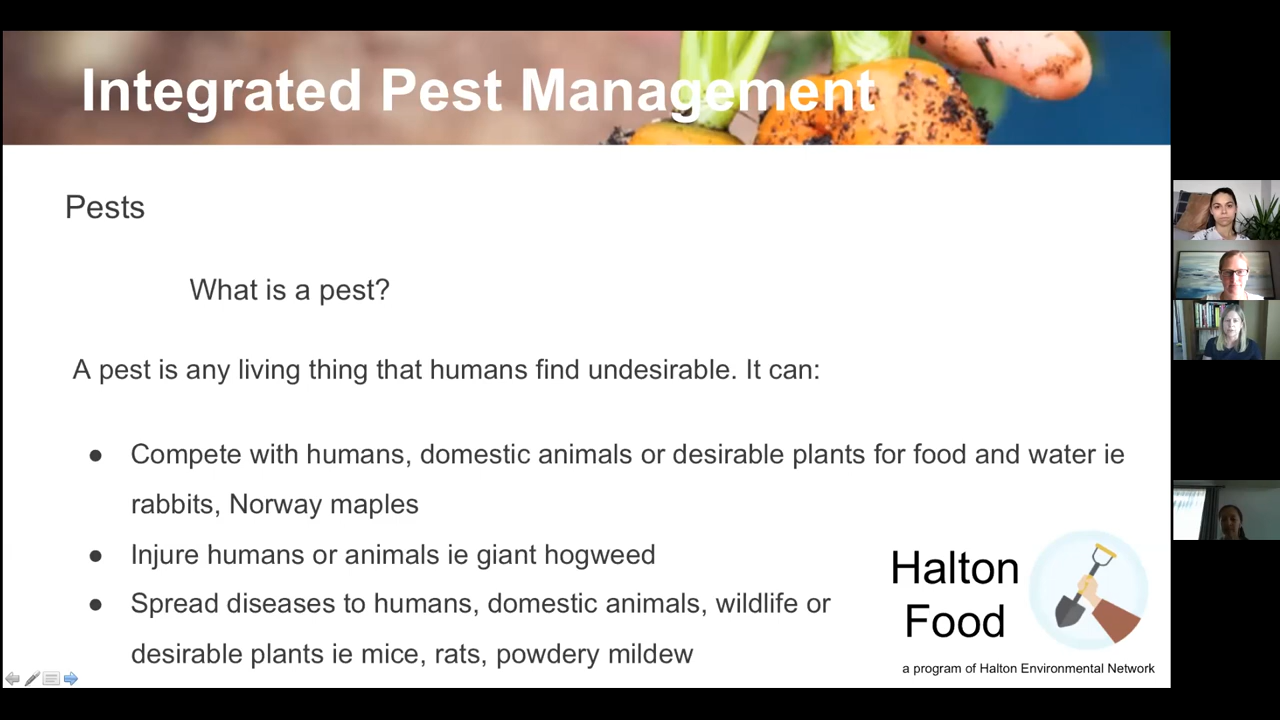 Integrated Pest Management
Pests
What is a pest?
A pest is any living thing that humans find undesirable. It can:
● Compete with humans, domestic animals or desirable plants for food and water ie
rabbits, Norway maples
● Injure humans or animals ie giant hogweed
● Spread diseases to humans, domestic animals, wildlife or
desirable plants ie mice, rats, powdery mildew
Halton
Food
a program of Halton Environmental Network